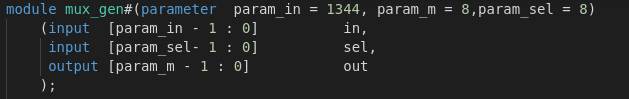 module mux_gen#(parameter  param_in = 1344, param_m = 8,param_sel = 8)
    (input  [param_in - 1 : 0]          in,
     input  [param_sel- 1 : 0]          sel,
     output [param_m - 1 : 0]           out
    );